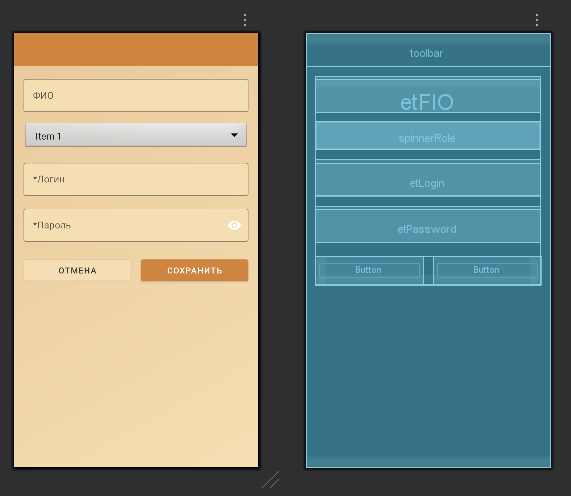 ФИО
Item 1
*Логин
*Пароль
ОТМЕНА
СОХРАНИТЬ
toolbar
etFIO
spinnerRole
etLogin
etPassword
Button
Button